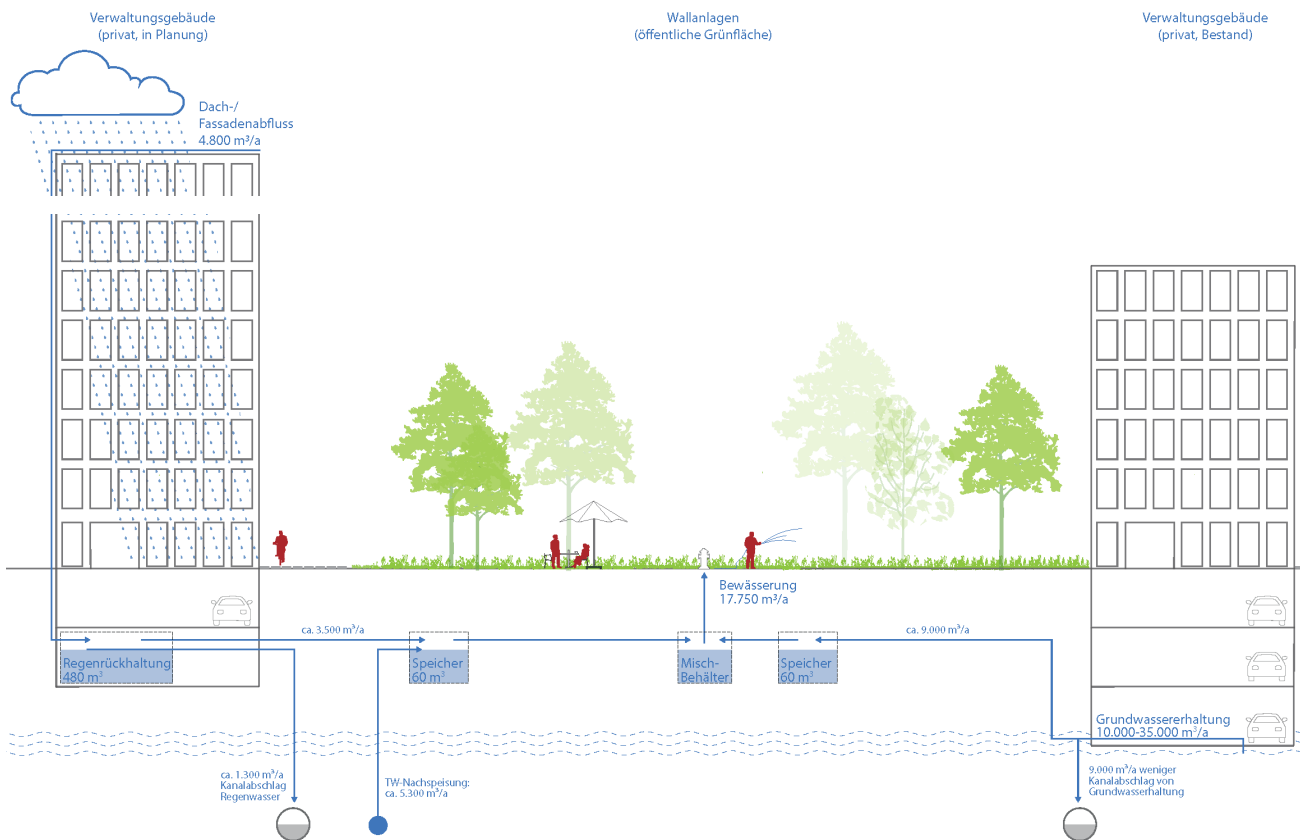 Verwaltungsgebäude
(privat, in Planung)
Wallanlagen
(öffentliche Grünfläche)
Verwaltungsgebäude
(privat, Bestand)
Dach-/
Fassadenabfluss
4.800 m³/a
Bewässerung
17.750 m³/a
ca. 3.500 m³/a
ca. 9.000 m³/a
Regenrückhaltung
480 m³
Speicher
60 m³
Misch-
Behälter
Speicher
60 m³
Grundwassererhaltung
10.000-35.000 m³/a
ca. 1.300 m³/a
Kanalabschlag
Regenwasser
TW-Nachspeisung:
ca. 5.300 m³/a
9.000 m³/a weniger
Kanalabschlag von
Grundwasserhaltung